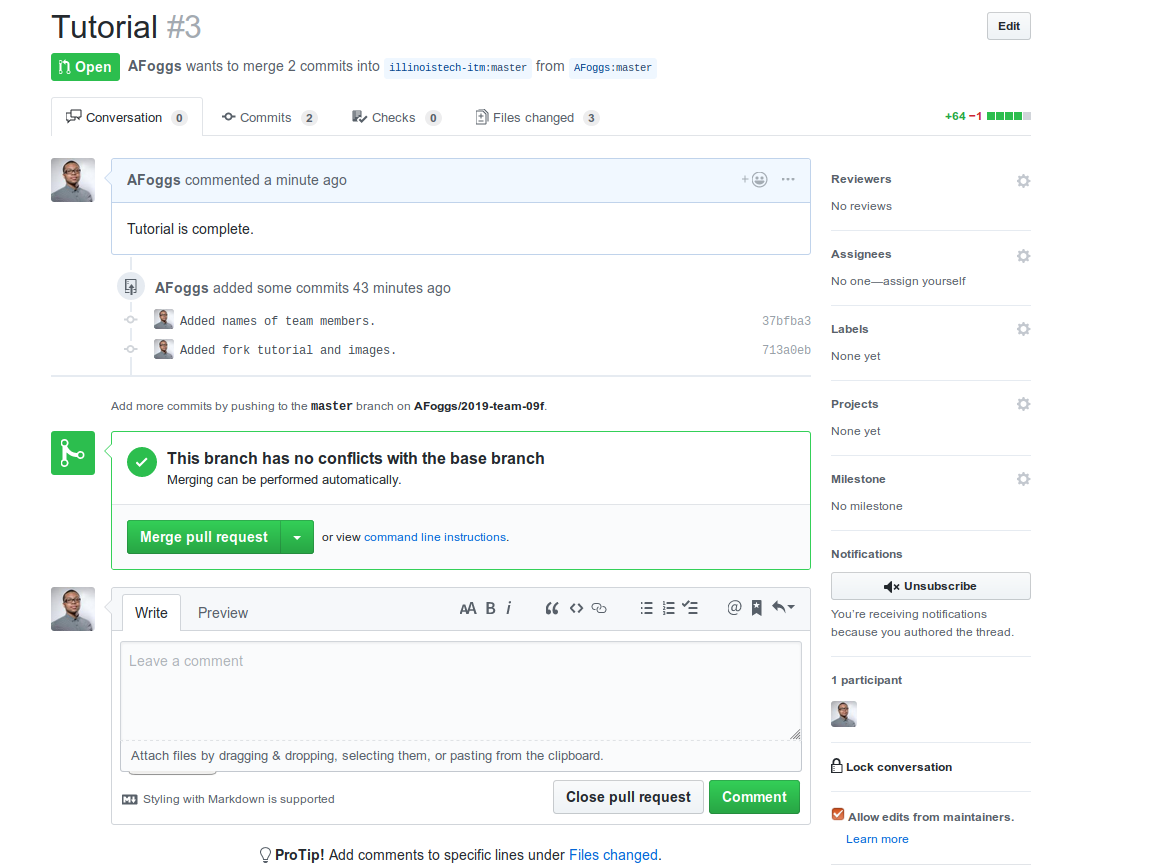 Tutorial #3
Edit
Open AFoggs wants to merge 2 commits into illinoistech-itm:master from AFoggs:master
Conversation 0 Commits 2 Checks 0 Files changed 3
+64 −1
AFoggs commented a minute ago
Tutorial is complete.
AFoggs added some commits 43 minutes ago
Added names of team members. 37bfba3
Added fork tutorial and images. 713a0eb
Add more commits by pushing to the master branch on AFoggs/2019-team-09f.
This branch has no conflicts with the base branch
Merging can be performed automatically.
Merge pull request or view command line instructions.
Write Preview
AA B i
Leave a comment
Attach files by dragging & dropping, selecting them, or pasting from the clipboard.
Styling with Markdown is supported
Close pull request Comment
ProTip! Add comments to specific lines under Files changed.
Reviewers
No reviews
Assignees
No one—assign yourself
Labels
None yet
Projects
None yet
Milestone
No milestone
Notifications
Unsubscribe
You're receiving notifications
because you authored the thread.
1 participant
Lock conversation
Allow edits from maintainers.
Learn more